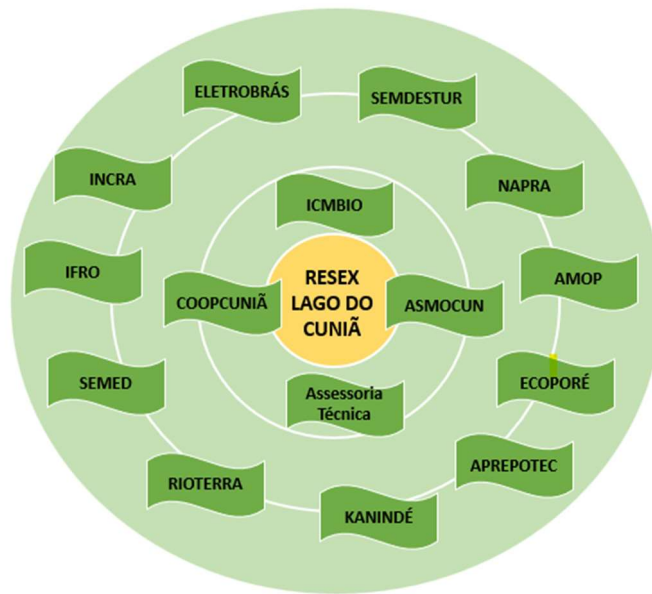 ELETROBRÁS
SEMDESTUR
INCRA
NAPRA
ICMBIO
IFRO
AMOP
COOPCUNIÃ
RESEX
LAGO DO
CUNIÃ
ASMOCUN
SEMED
ECOPORÉ
Assessoria
Técnica
RIOTERRA
APREPOTEC
KANINDÉ